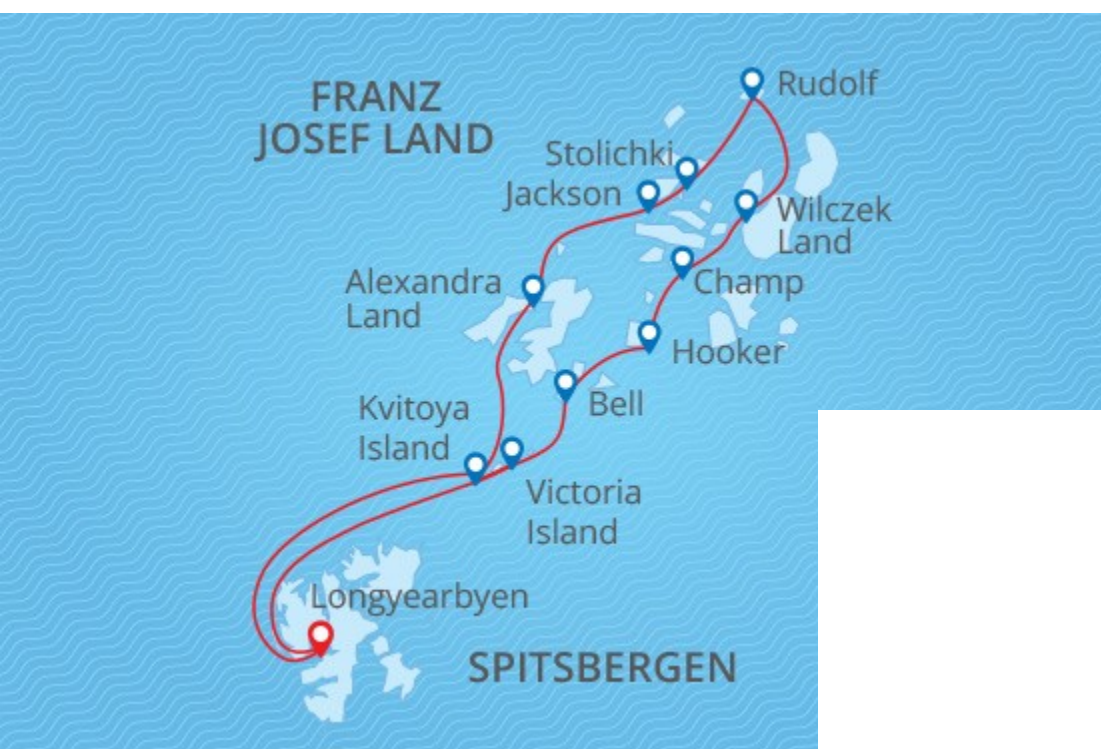 FRANZ
JOSEF LAND
Rudolf
Stolichki
Jackson
Wilczek
Land
Alexandra
Land
Champ
Hooker
Kvitoya
Island
Bell
Victoria
Island
Longyearbyen
SPITSBERGEN